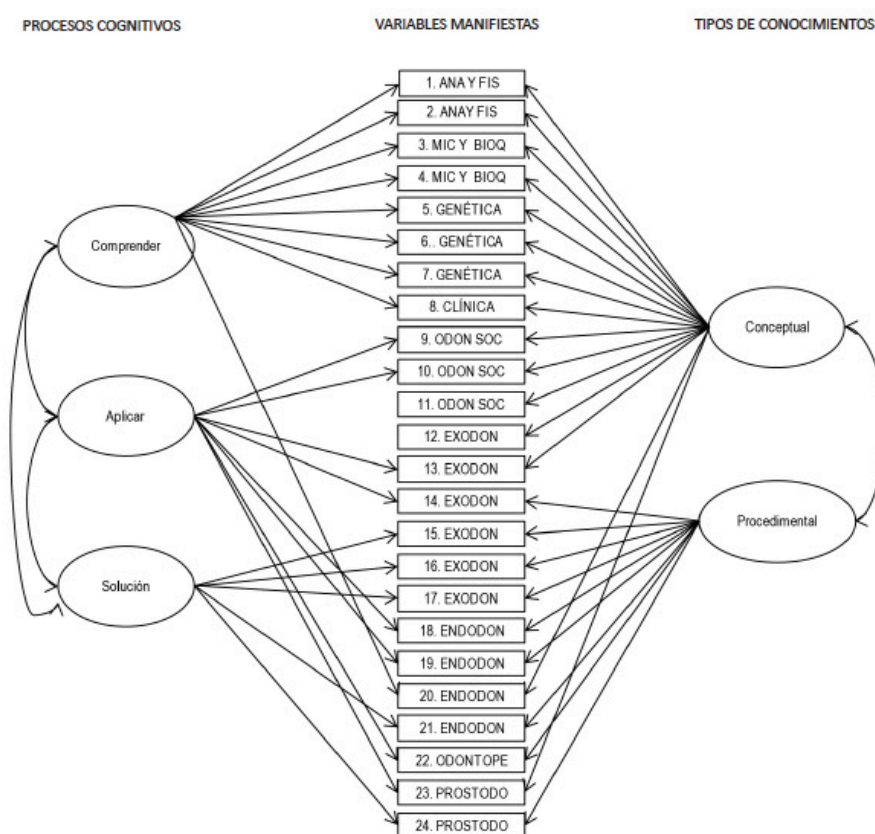 PROCESOS COGNITIVOS
VARIABLES MANIFIESTAS
TIPOS DE CONOCIMIENTOS
1. ANA Y FIS
2. ANAY FIS
3. MIC Y BIOQ
4. MIC Y BIOQ
5. GENÉTICA
6.. GENÉTICA
7. GENÉTICA
8. CLÍNICA
9. ODON SOC
10. ODON SOC
11. ODON SOC
12. EXODON
13. EXODON
14. EXODON
15. EXODON
16. EXODON
17. EXODON
18. ENDODON
19. ENDODON
20. ENDODON
21. ENDODON
22. ODONTOPE
23. PROSTODO
24. PROSTODO
Comprender
Aplicar
Solución
Conceptual
Procedimental